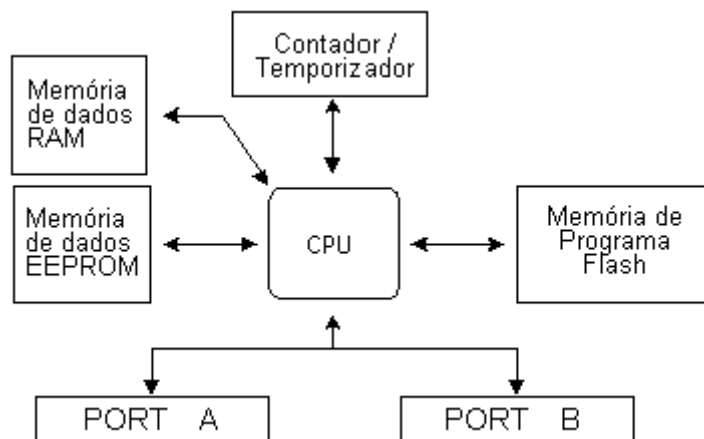 Contador /
Temporizador
Memória
de dados
RAM
Memória
de dados
EEPROM
CPU
Memória de
Programa
Flash
PORT A
PORT B